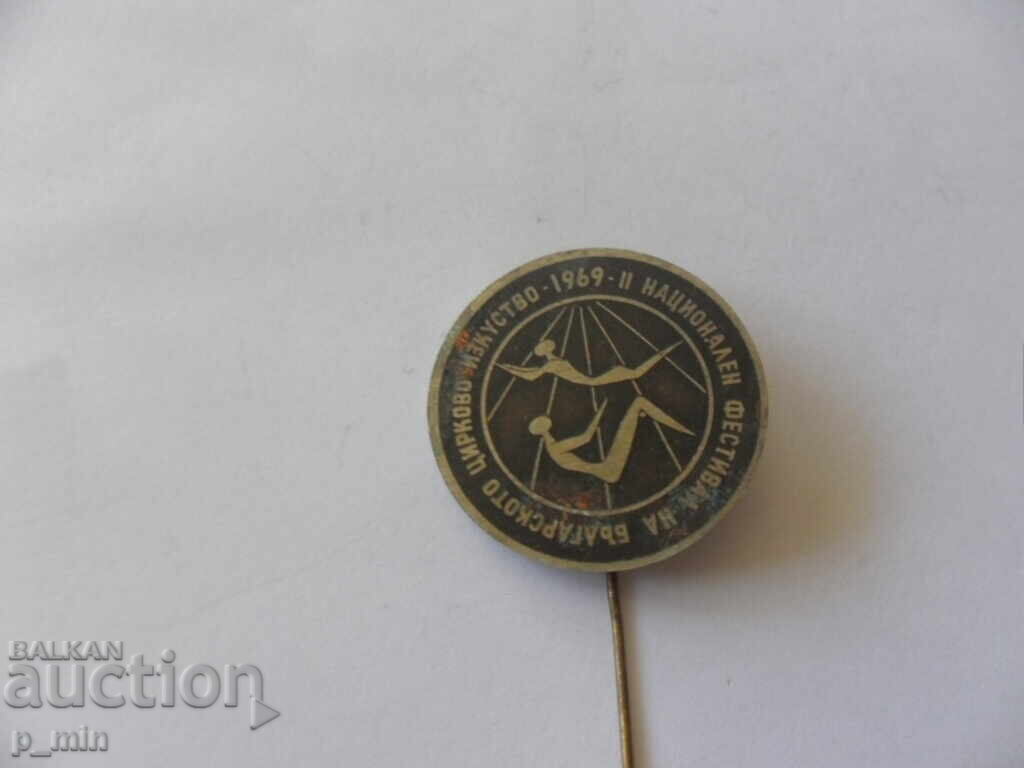 II НАЦИОНАЛЕН ФЕСТИВАЛ НА БЪЛГАРСКОТО ЦИРКОВО ИЗКУСТВО - 1969 -
BALKAN
auction
p_min